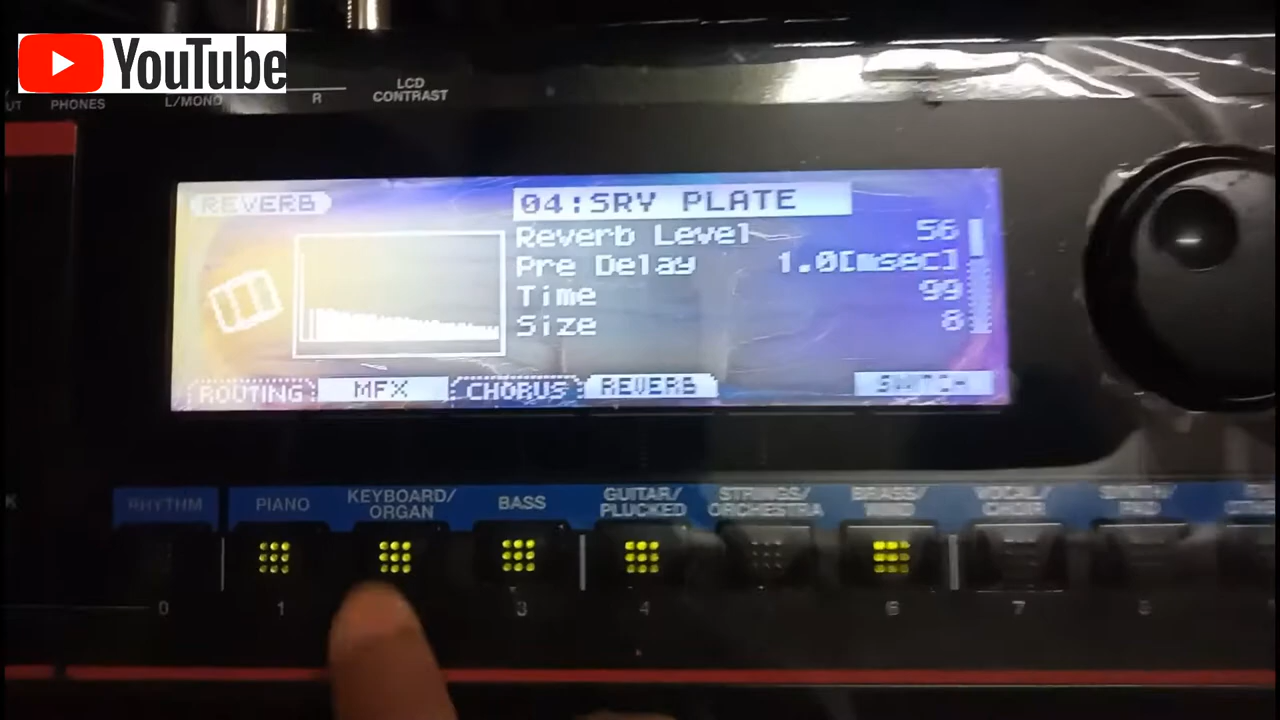 YouTube
UT PHONES L/MONO R LCD CONTRAST
REVERB
04:SRV PLATE
Reverb Level 56
Pre Delay 1.0[msec]
Time 99
Size 8
ROUTING MFX CHORUS REVERB SWITCH
RHYTHM
PIANO
KEYBOARD/
ORGAN
BASS
GUITAR/
PLUCKED
STRINGS/
ORCHESTRA
BRASS/
WIND
VOCAL/
CHOIR
SYNTH/
PAD
0 1 3 4 6 7 8